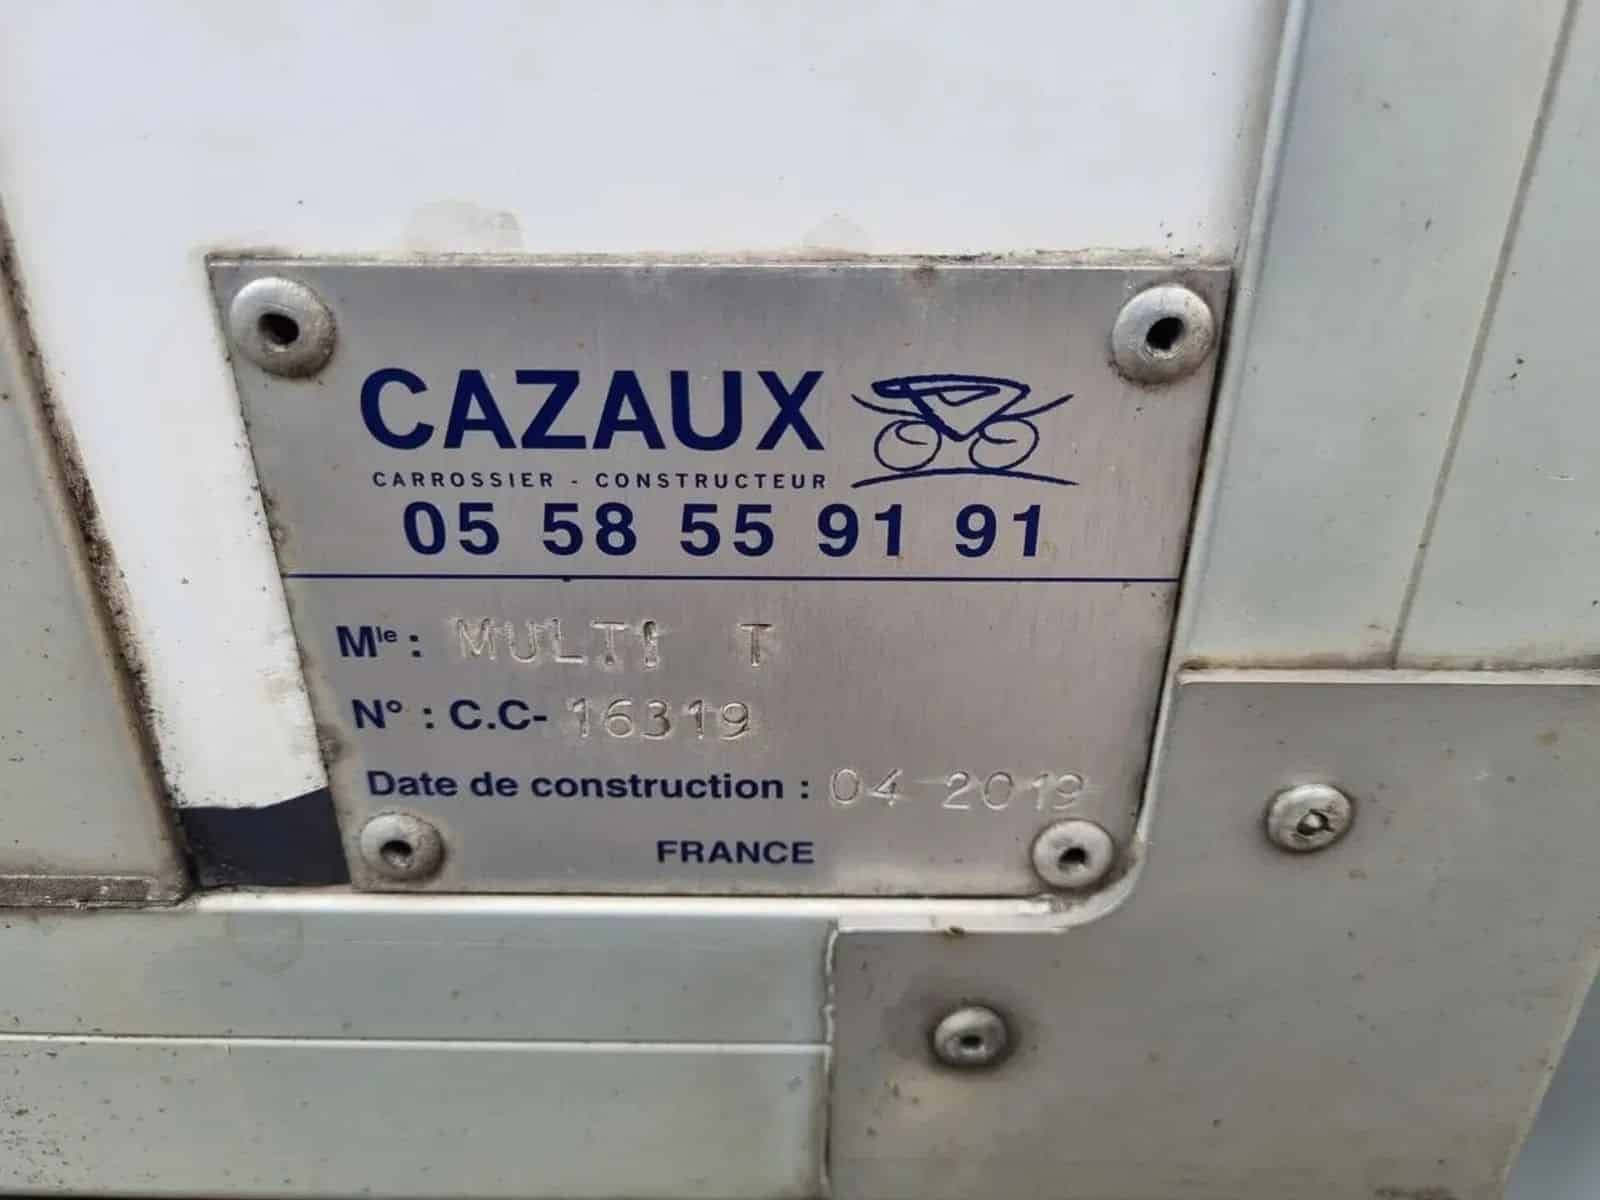 CAZAUX
CARROSSIER - CONSTRUCTEUR
05 58 55 91 91
Mle : MULTI T
N° : C.C- 16319
Date de construction : 04 2019
FRANCE